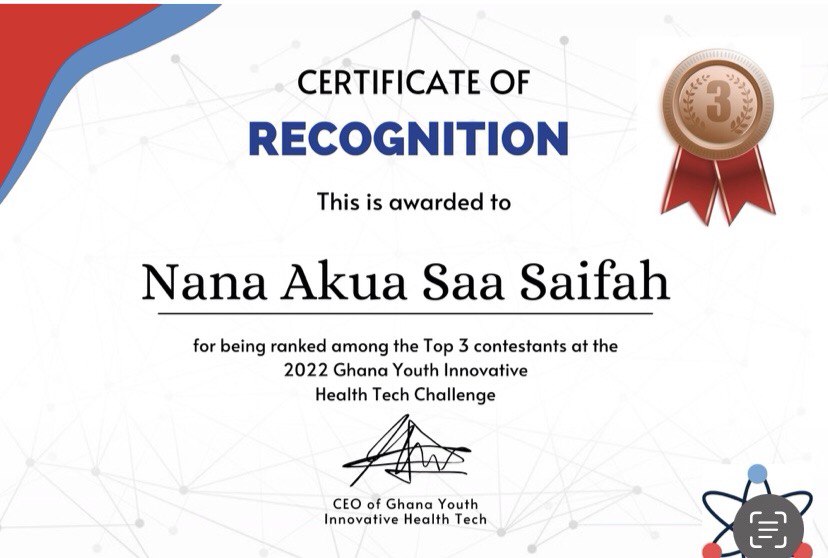 CERTIFICATE OF
RECOGNITION
3
This is awarded to
Nana Akua Saa Saifah
for being ranked among the Top 3 contestants at the
2022 Ghana Youth Innovative
Health Tech Challenge
CEO of Ghana Youth
Innovative Health Tech